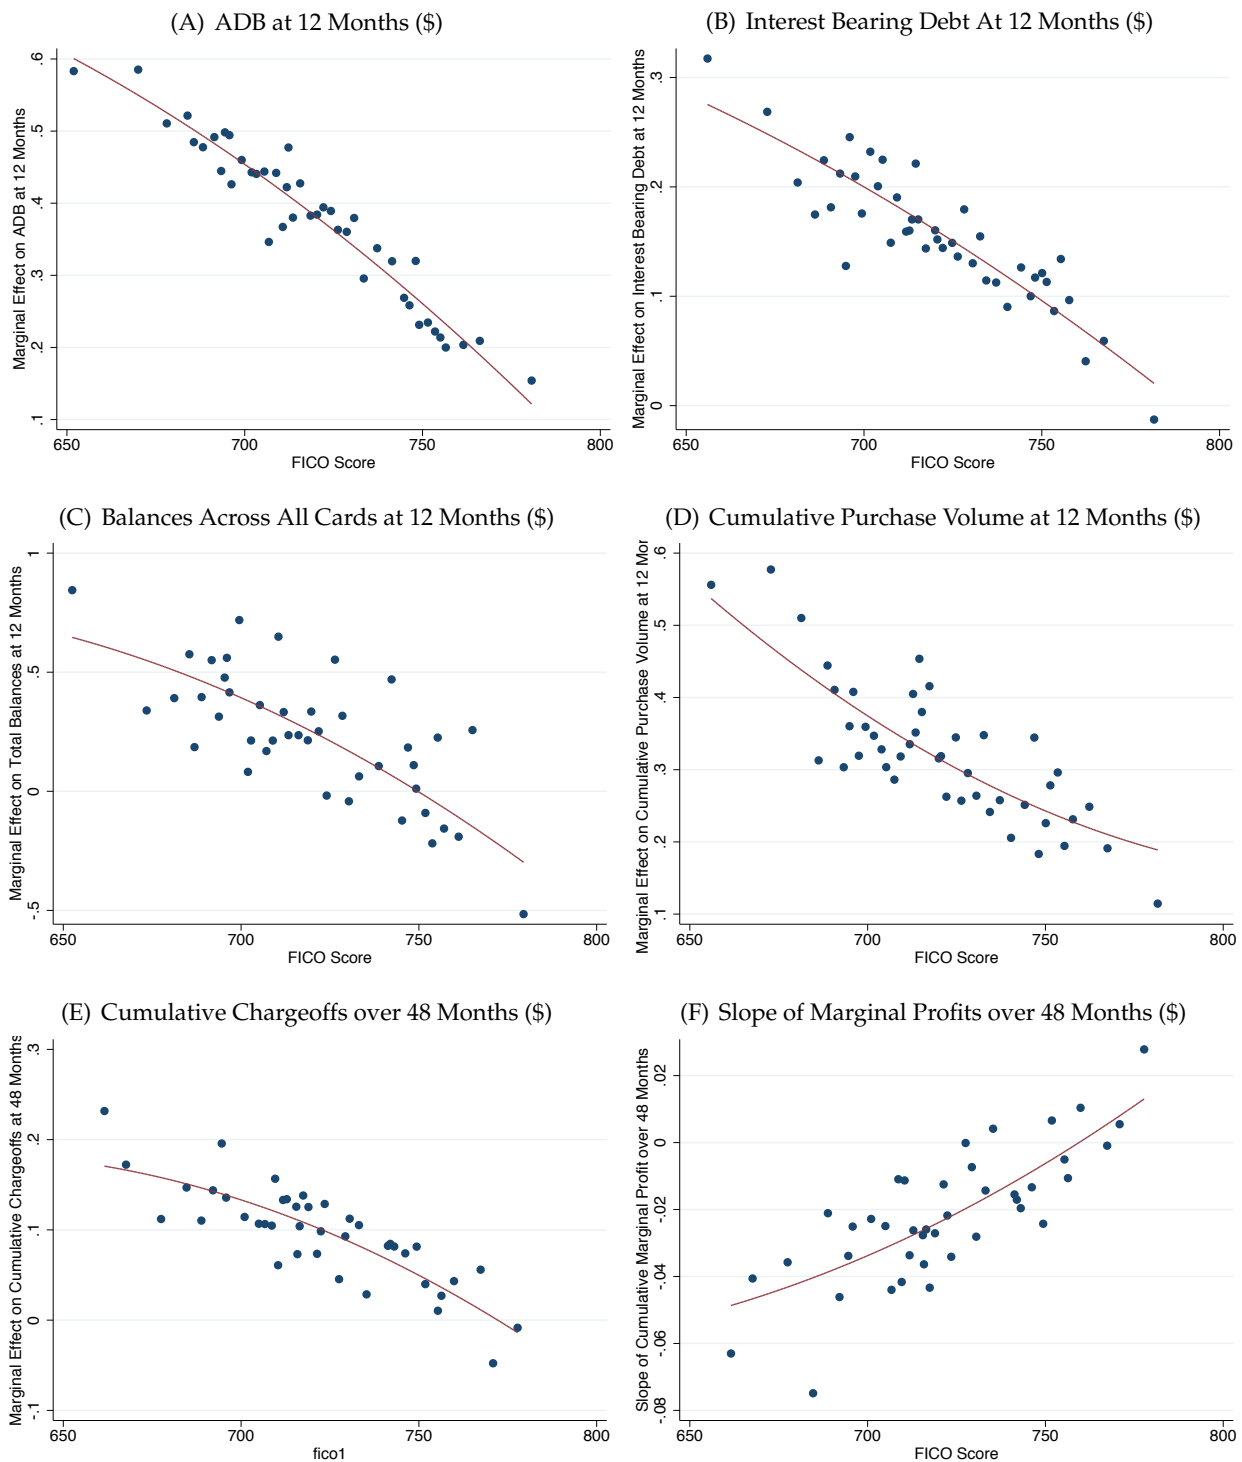 (A) ADB at 12 Months ($)
Marginal Effect on ADB at 12 Months
.6
.5
.4
.3
.2
.1
650 700 750 800
FICO Score
(B) Interest Bearing Debt At 12 Months ($)
Marginal Effect on Interest Bearing Debt at 12 Months
.3
.2
.1
0
650 700 750 800
FICO Score
(C) Balances Across All Cards at 12 Months ($)
Marginal Effect on Total Balances at 12 Months
1
.5
0
-.5
650 700 750 800
FICO Score
(D) Cumulative Purchase Volume at 12 Months ($)
Marginal Effect on Cumulative Purchase Volume at 12 Mor
.6
.5
.4
.3
.2
.1
650 700 750 800
FICO Score
(E) Cumulative Chargeoffs over 48 Months ($)
Marginal Effect on Cumulative Chargeoffs at 48 Months
.3
.2
.1
0
-.1
650 700 750 800
fico1
(F) Slope of Marginal Profits over 48 Months ($)
Slope of Cumulative Marginal Profit over 48 Months
.02
0
-.02
-.04
-.06
-.08
650 700 750 800
FICO Score